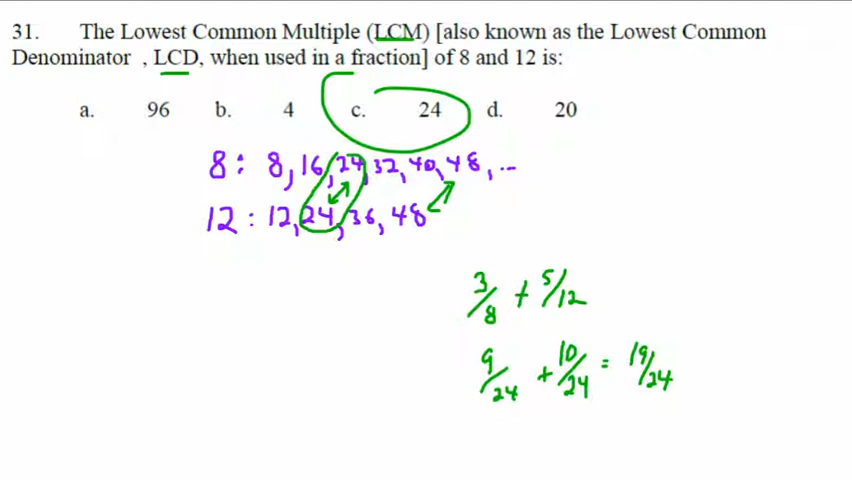 31. The Lowest Common Multiple (LCM) [also known as the Lowest Common
Denominator , LCD, when used in a fraction] of 8 and 12 is:
a. 96 b. 4 c. 24 d. 20
8: 8, 16, 24, 32, 40, 48, ...
12: 12, 24, 36, 48
3/8 + 5/12
9/24 + 10/24 = 19/24